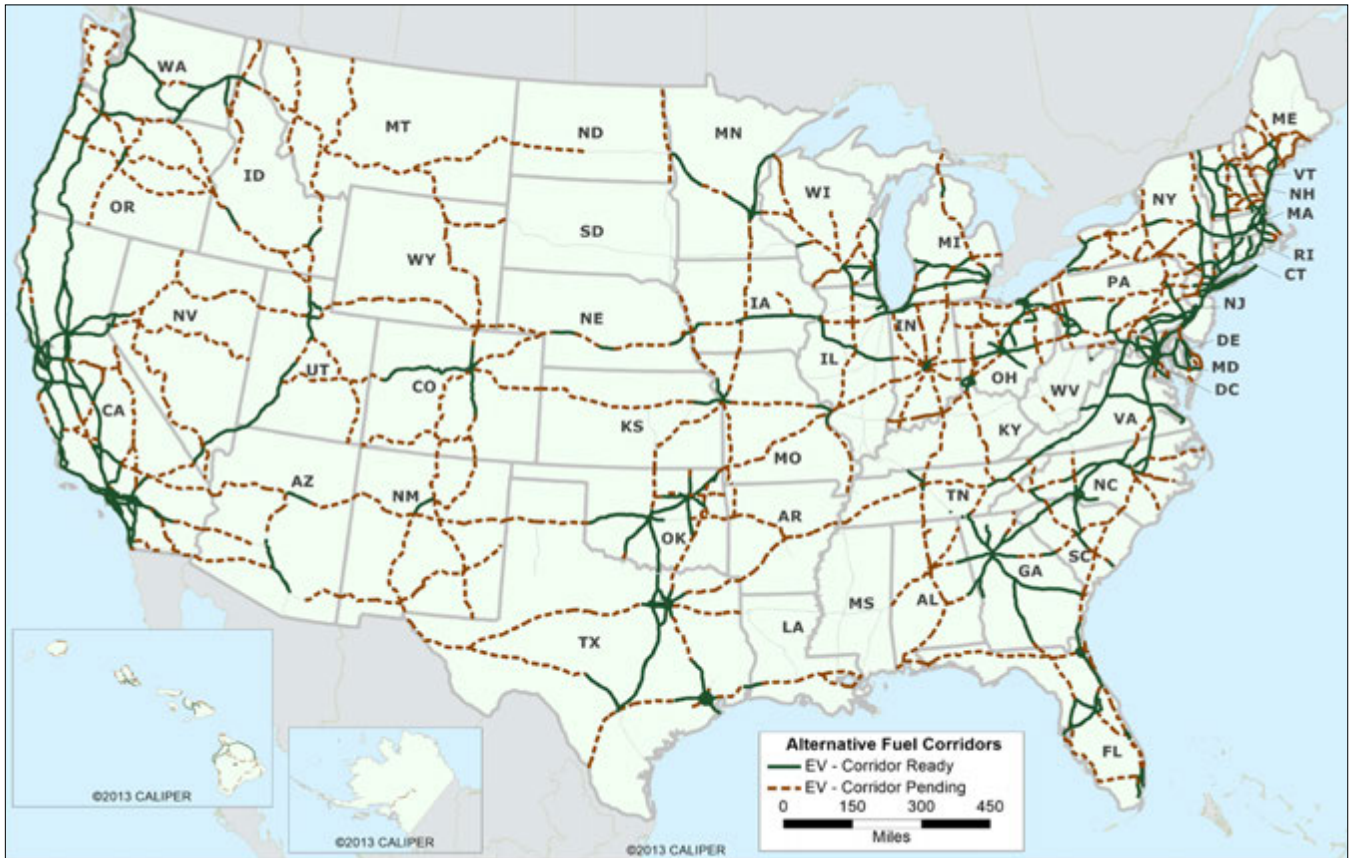 WA
MT
ND
MN
ME
VT
NH
MA
RI
CT
NJ
DE
MD
DC
ID
OR
WI
NY
MI
SD
WY
PA
IA
NV
NE
IN
IL
OH
UT
CO
WV
CA
VA
KS
KY
MO
AZ
NM
NC
TN
AR
OK
SC
GA
MS
AL
LA
TX
FL
Alternative Fuel Corridors
EV - Corridor Ready
EV - Corridor Pending
0 150 300 450
Miles
©2013 CALIPER
©2013 CALIPER
©2013 CALIPER